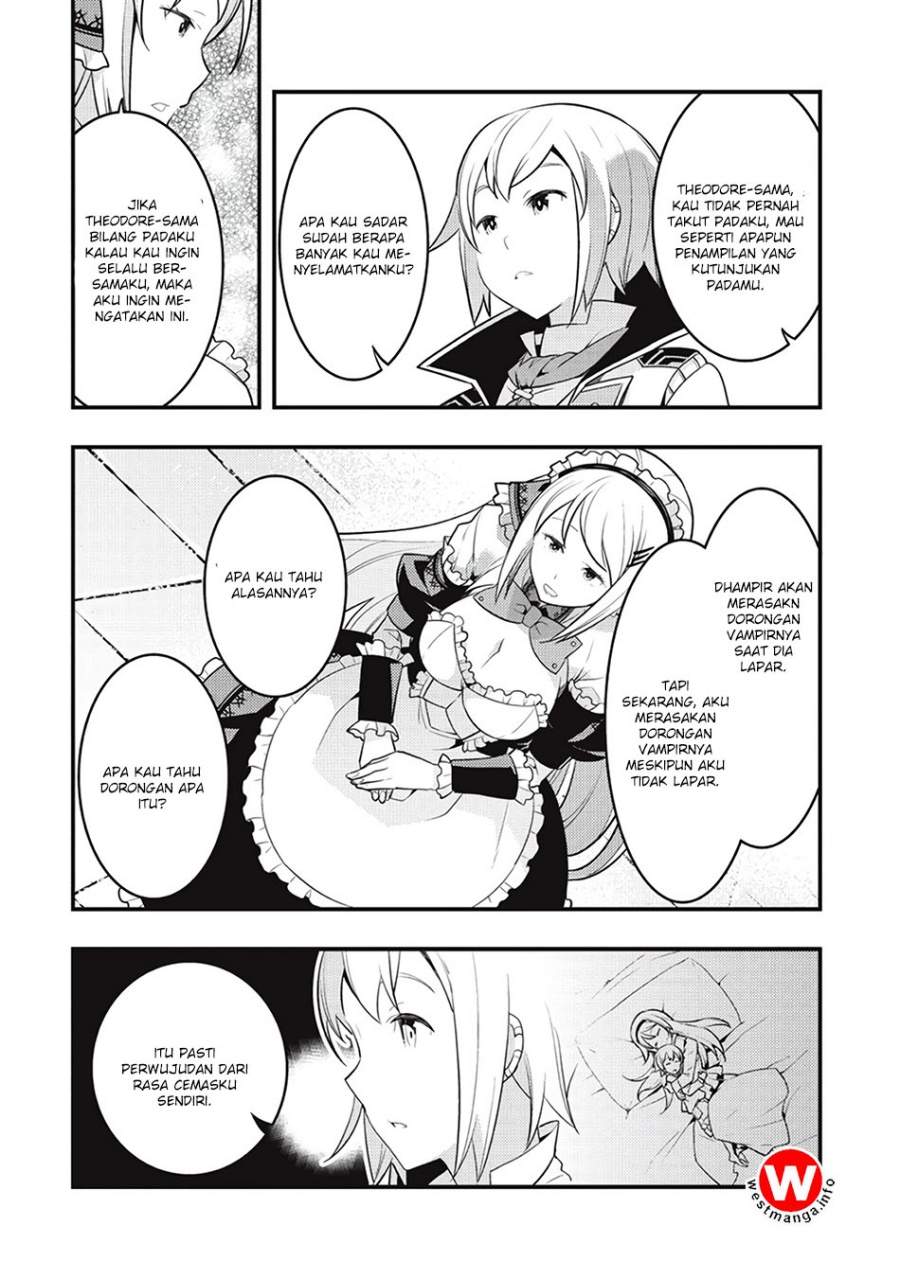 THEODORE-SAMA,
KAU TIDAK PERNAH
TAKUT PADAKU, MAU
SEPERTI APAPUN
PENAMPILAN YANG
KUTUNJUKAN
PADAMU.
APA KAU SADAR
SUDAH BERAPA
BANYAK KAU ME-
NYELAMATKANKU?
JIKA
THEODORE-SAMA
BILANG PADAKU
KALAU KAU INGIN
SELALU BER-
SAMAKU, MAKA
AKU INGIN ME-
NGATAKAN INI.
DHAMPIR AKAN
MERASAKN
DORONGAN
VAMPIRNYA
SAAT DIA
LAPAR.
TAPI
SEKARANG, AKU
MERASAKAN
DORONGAN
VAMPIRNYA
MESKIPUN AKU
TIDAK LAPAR.
APA KAU TAHU
ALASANNYA?
APA KAU TAHU
DORONGAN APA
ITU?
ITU PASTI
PERWUJUDAN DARI
RASA CEMASKU
SENDIRI.
W
westmanga.info